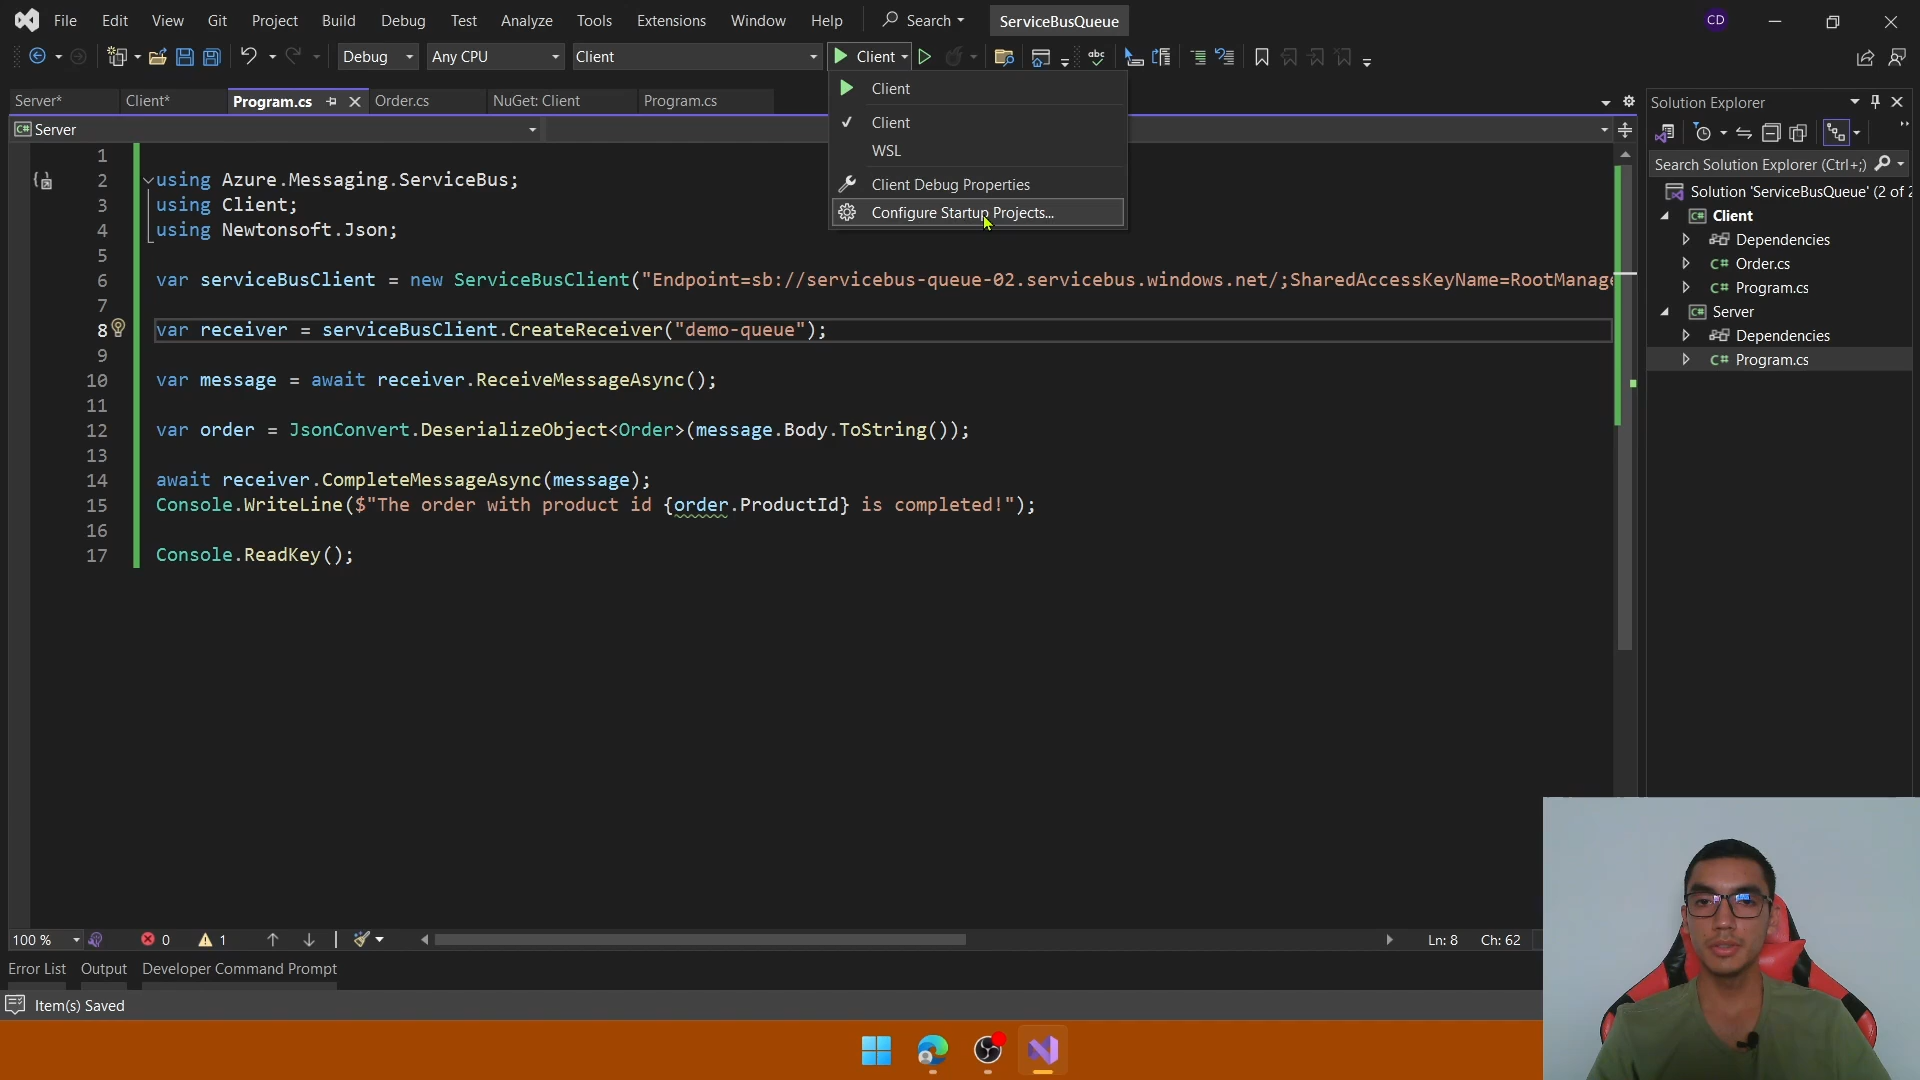 File Edit View Git Project Build Debug Test Analyze Tools Extensions Window Help Search ServiceBusQueue CD
Debug Any CPU Client Client
Client
Client
WSL
Client Debug Properties
Configure Startup Projects...
Server* Client* Program.cs Order.cs NuGet: Client Program.cs
Server
1
2 using Azure.Messaging.ServiceBus;
3 using Client;
4 using Newtonsoft.Json;
5
6 var serviceBusClient = new ServiceBusClient("Endpoint=sb://servicebus-queue-02.servicebus.windows.net/;SharedAccessKeyName=RootManage
7
8 var receiver = serviceBusClient.CreateReceiver("demo-queue");
9
10 var message = await receiver.ReceiveMessageAsync();
11
12 var order = JsonConvert.DeserializeObject<Order>(message.Body.ToString());
13
14 await receiver.CompleteMessageAsync(message);
15 Console.WriteLine($"The order with product id {order.ProductId} is completed!");
16
17 Console.ReadKey();
Solution Explorer
Search Solution Explorer (Ctrl+;)
Solution 'ServiceBusQueue' (2 of 2
C# Client
Dependencies
C# Order.cs
C# Program.cs
C# Server
Dependencies
C# Program.cs
100 % 0 1 Ln: 8 Ch: 62
Error List Output Developer Command Prompt
Item(s) Saved